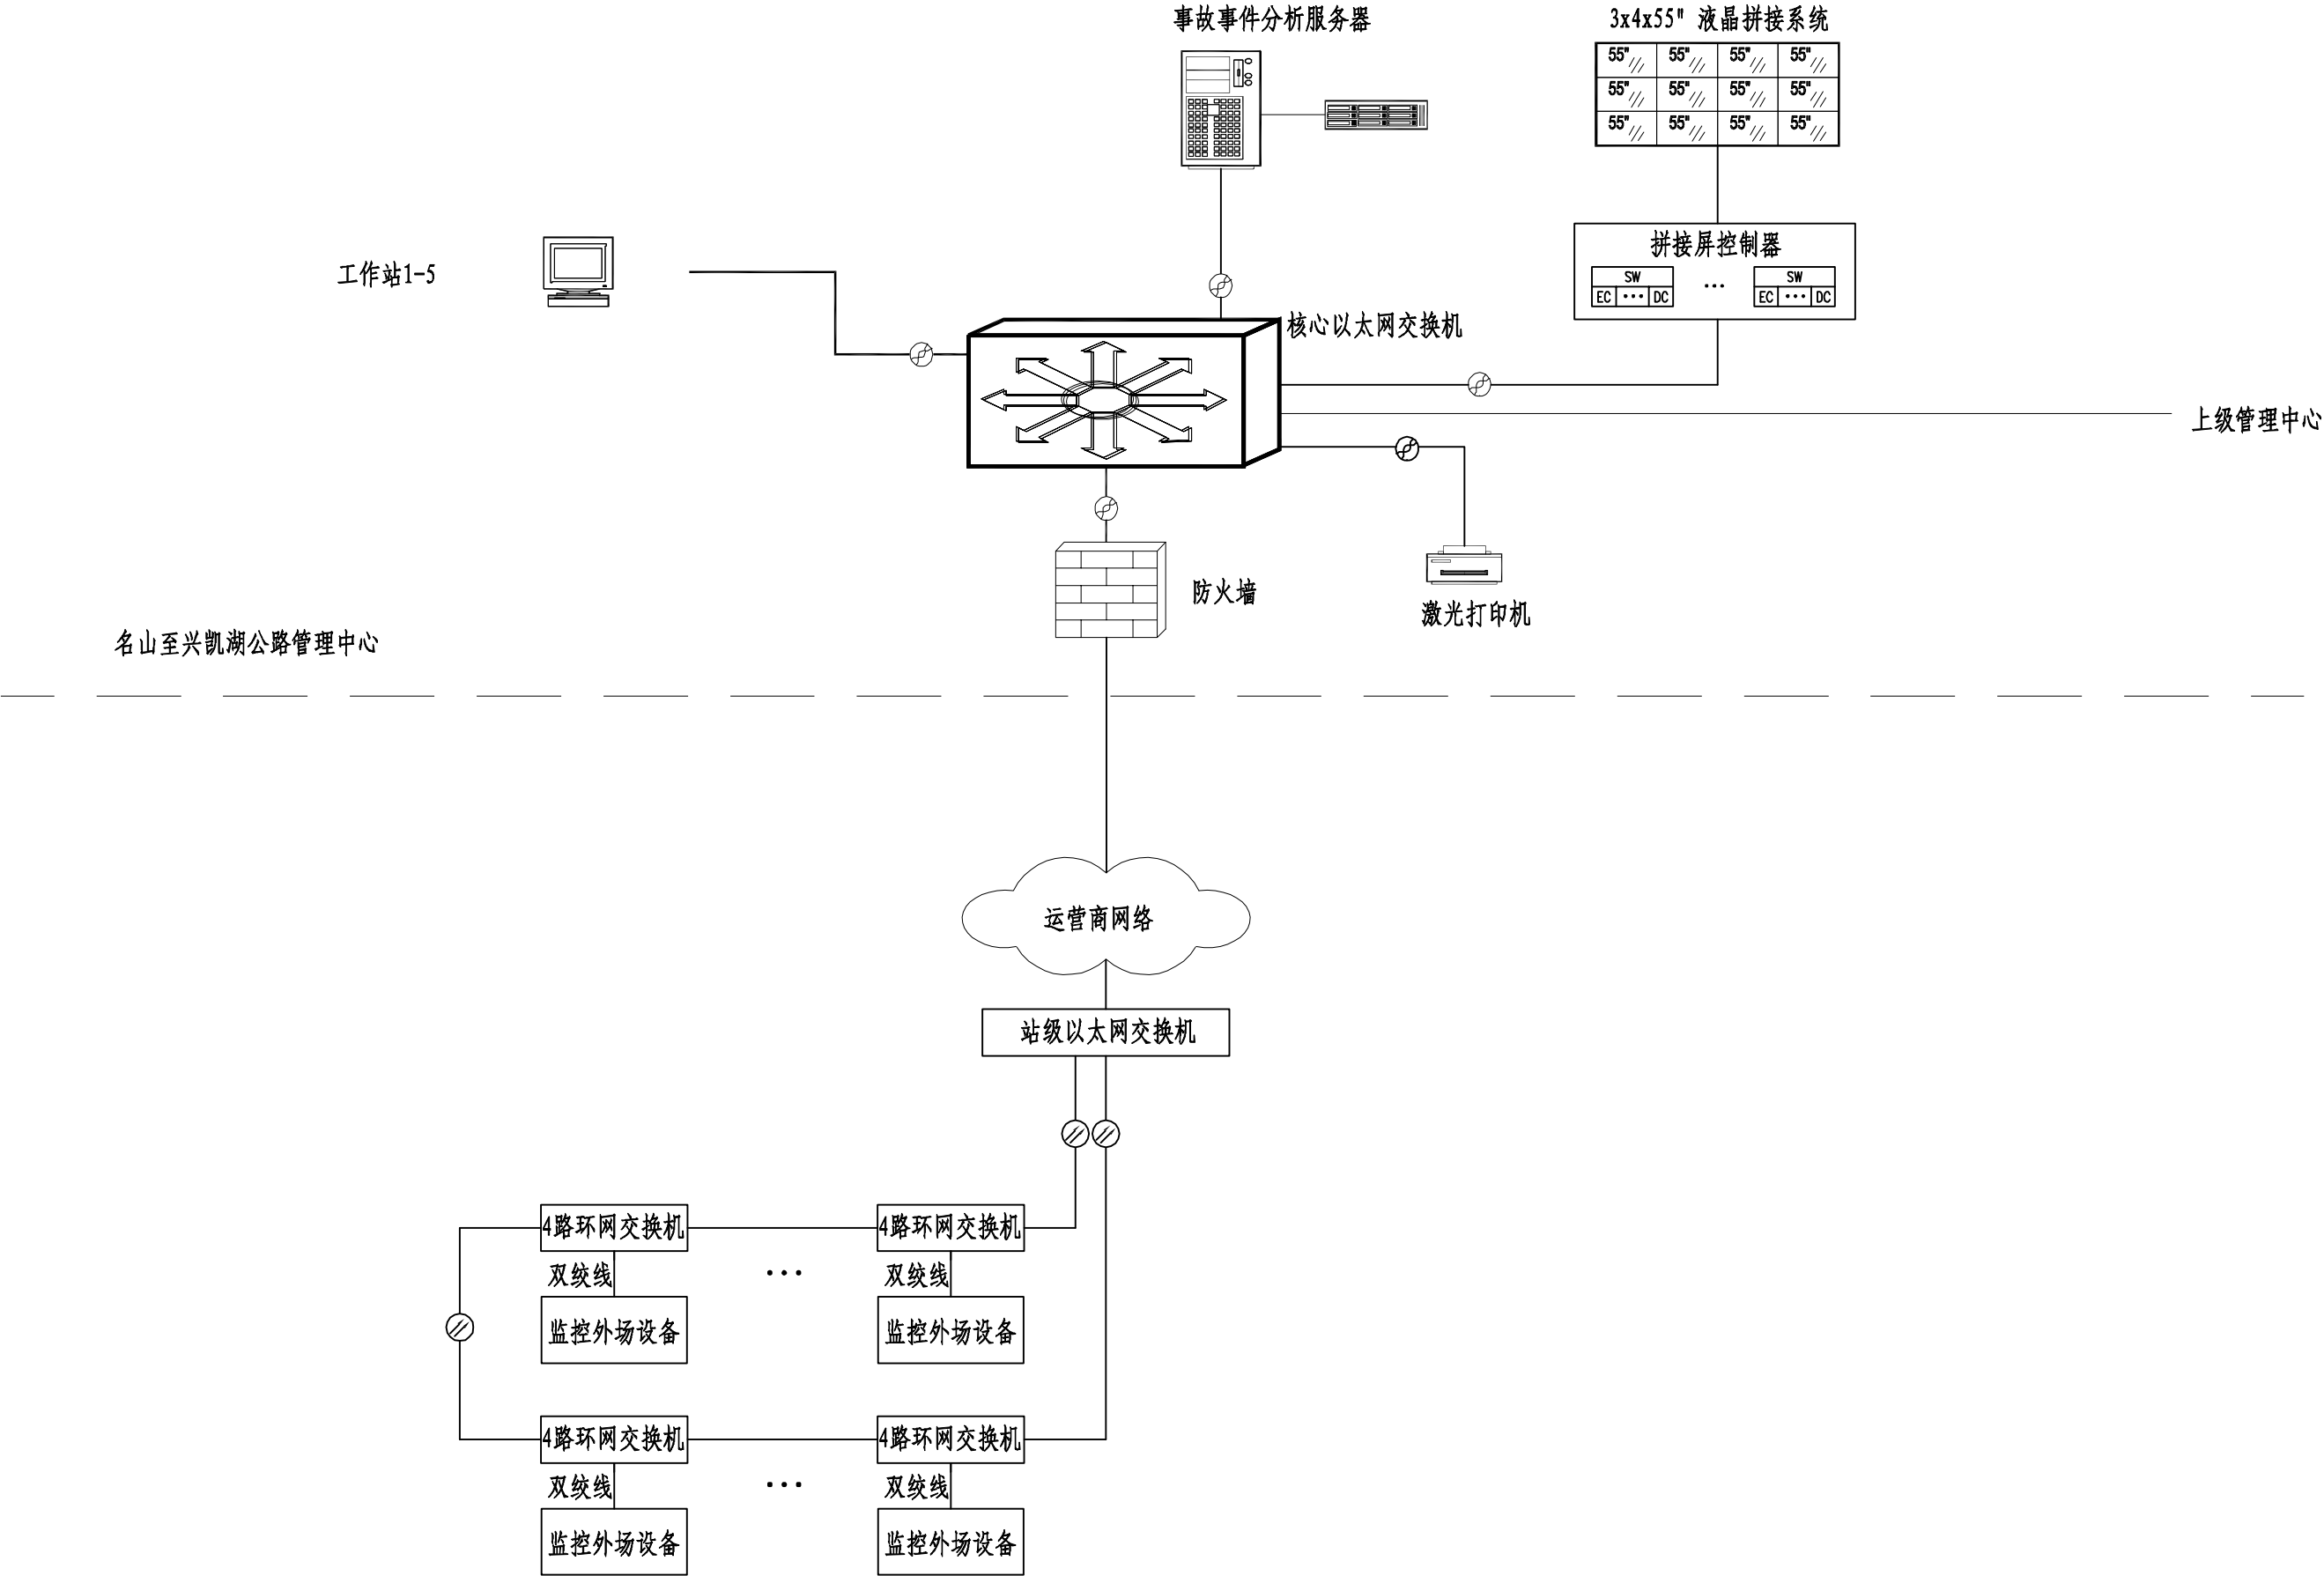 事故事件分析服务器
3x4x55" 液晶拼接系统
55" 55" 55" 55"
55" 55" 55" 55"
55" 55" 55" 55"
工作站1-5
拼接屏控制器
SW ... SW
EC ... DC EC ... DC
核心以太网交换机
上级管理中心
防火墙
激光打印机
名山至兴凯湖公路管理中心
运营商网络
站级以太网交换机
4路环网交换机 4路环网交换机
双绞线 ... 双绞线
监控外场设备 监控外场设备
4路环网交换机 4路环网交换机
双绞线 ... 双绞线
监控外场设备 监控外场设备